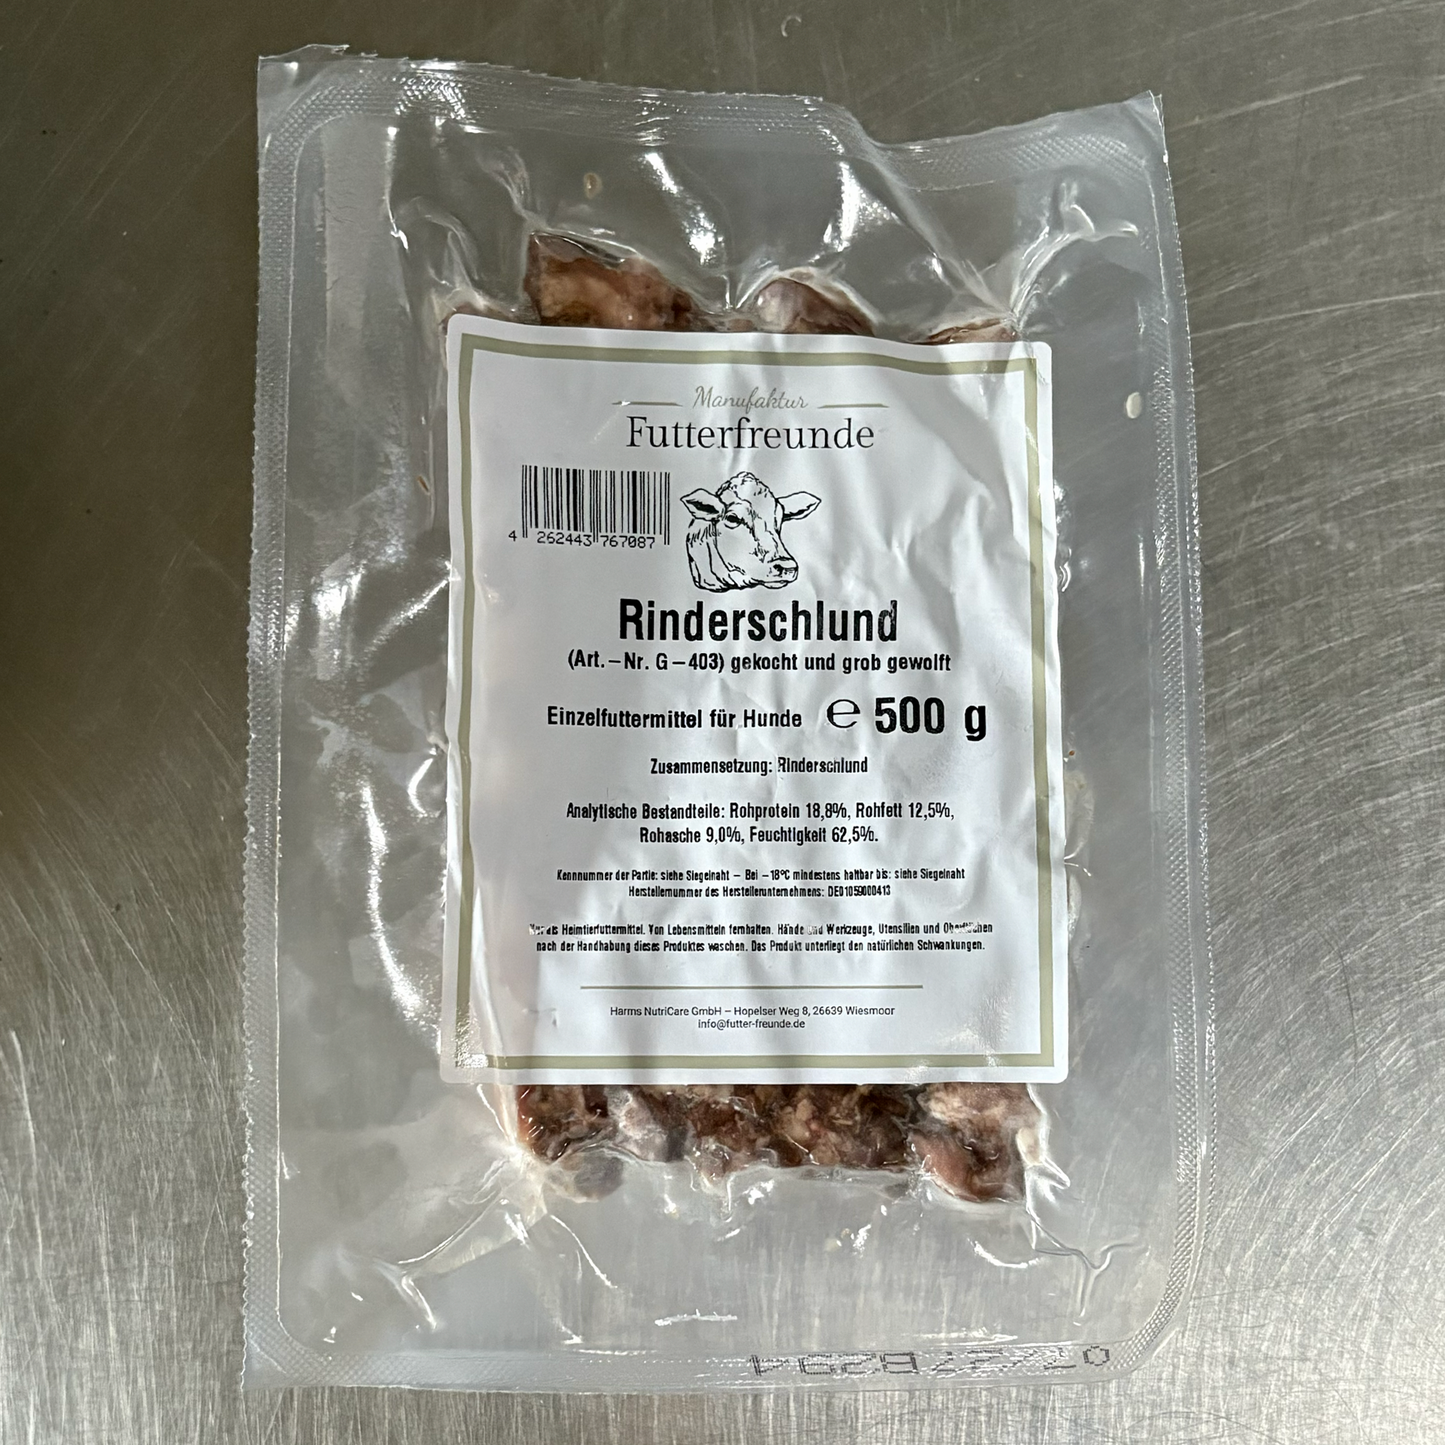 Manufaktur
Futterfreunde
4 262443 767087
Rinderschlund
(Art.-Nr. G-403) gekocht und grob gewolft
Einzelfuttermittel für Hunde ℮ 500 g
Zusammensetzung: Rinderschlund
Analytische Bestandteile: Rohprotein 18,8%, Rohfett 12,5%,
Rohasche 9,0%, Feuchtigkeit 62,5%.
Kennnummer der Partie: siehe Siegelnaht – Bei -18°C mindestens haltbar bis: siehe Siegelnaht
Herstellernummer des Herstellerunternehmens: DE01059000413
als Heimtierfuttermittel. Von Lebensmitteln fernhalten. Hände und Werkzeuge, Utensilien und Oberflächen
nach der Handhabung dieses Produktes waschen. Das Produkt unterliegt den natürlichen Schwankungen.
Harms NutriCare GmbH – Hopelser Weg 8, 26639 Wiesmoor
info@futter-freunde.de